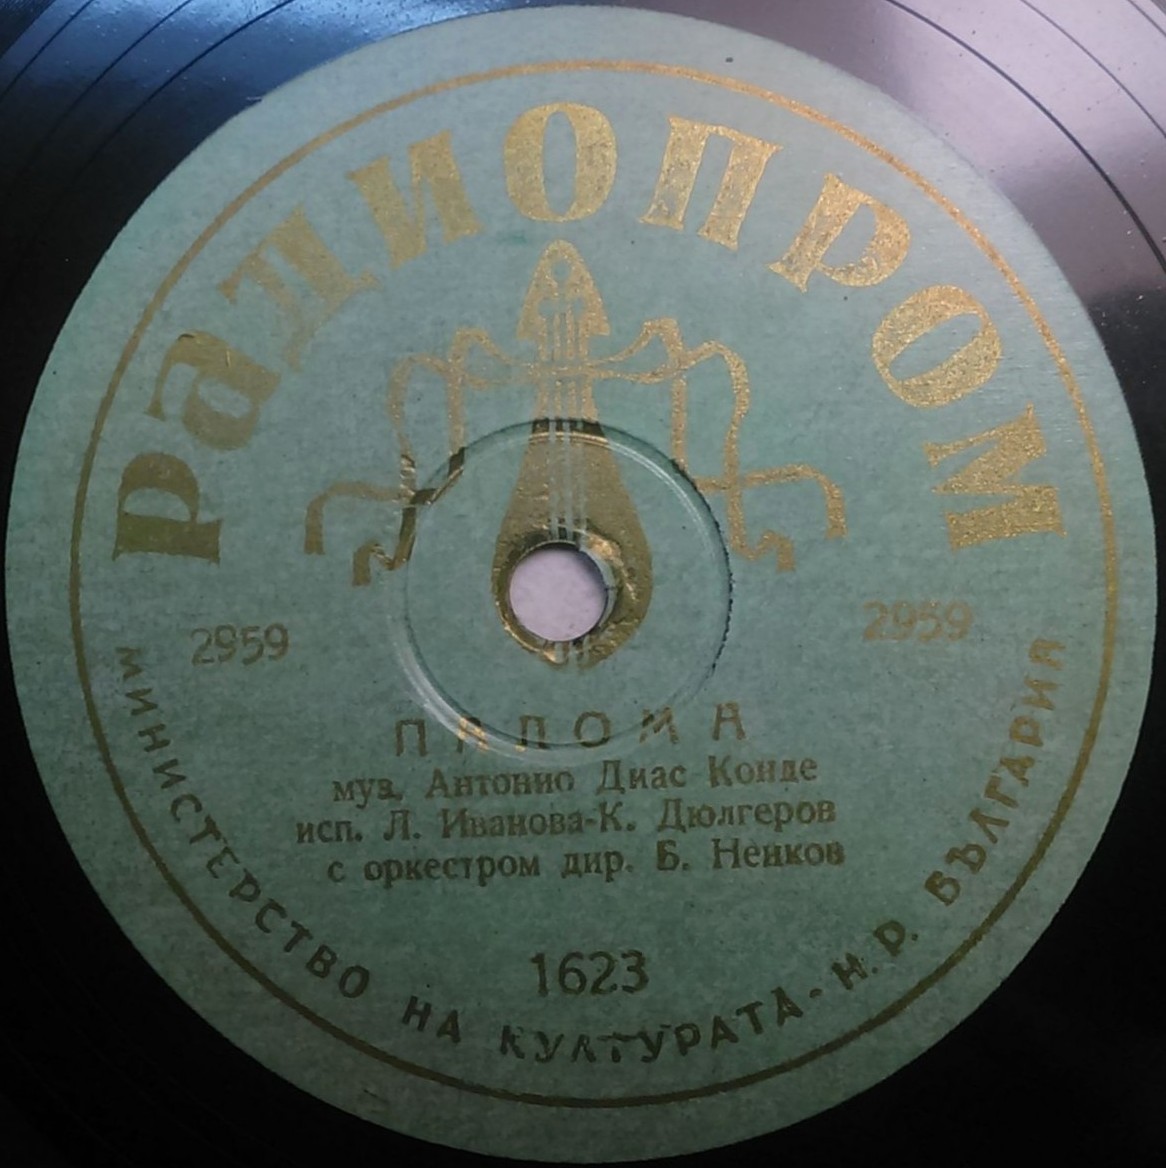 Радиопром
2959
2959
ПАЛОМА
муз. Антонио Диас Конде
исп. Л. Иванова-К. Дюлгеров
с оркестром дир. Б. Ненков
1623
МИНИСТЕРСТВО НА КУЛТУРАТА - Н. Р. БЪЛГАРИЯ